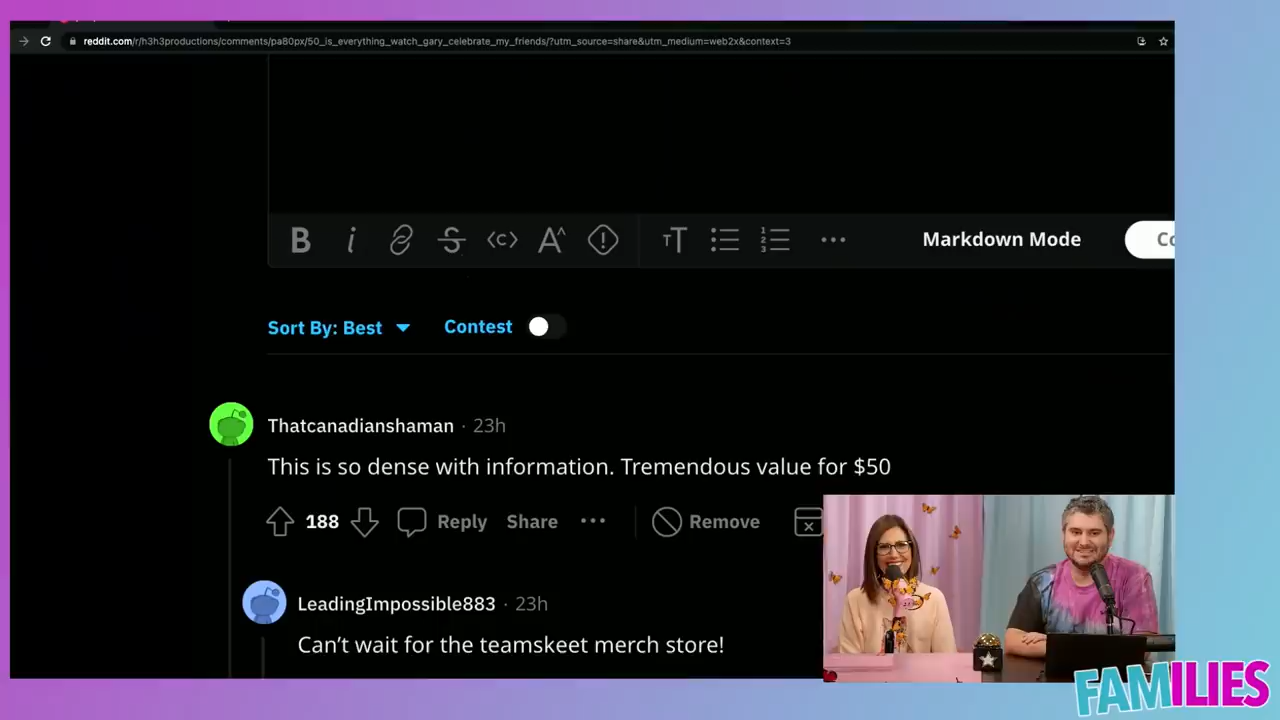 reddit.com/r/h3h3productions/comments/pa80px/50_is_everything_watch_gary_celebrate_my_friends/?utm_source=share&utm_medium=web2x&context=3
Markdown Mode Co
Sort By: Best Contest
Thatcanadianshaman · 23h
This is so dense with information. Tremendous value for $50
188 Reply Share Remove
LeadingImpossible883 · 23h
Can't wait for the teamskeet merch store!
FAMILIES